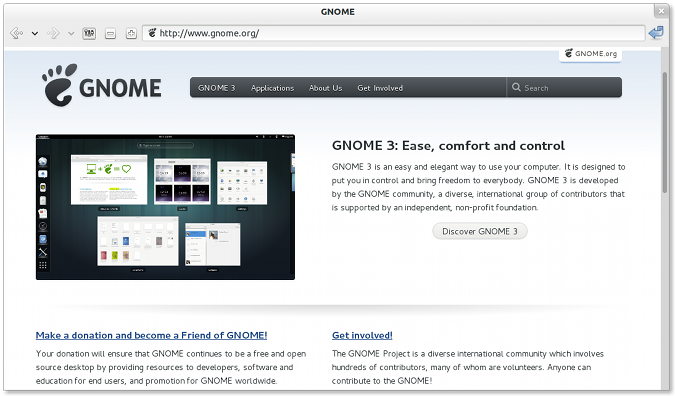 GNOME
http://www.gnome.org/
GNOME.org
GNOME
GNOME 3 Applications About Us Get Involved Search
GNOME 3: Ease, comfort and control
GNOME 3 is an easy and elegant way to use your computer. It is designed to
put you in control and bring freedom to everybody. GNOME 3 is developed
by the GNOME community, a diverse, international group of contributors that
is supported by an independent, non-profit foundation.
Discover GNOME 3
Make a donation and become a Friend of GNOME!
Your donation will ensure that GNOME continues to be a free and open
source desktop by providing resources to developers, software and
education for end users, and promotion for GNOME worldwide.
Get involved!
The GNOME Project is a diverse international community which involves
hundreds of contributors, many of whom are volunteers. Anyone can
contribute to the GNOME!